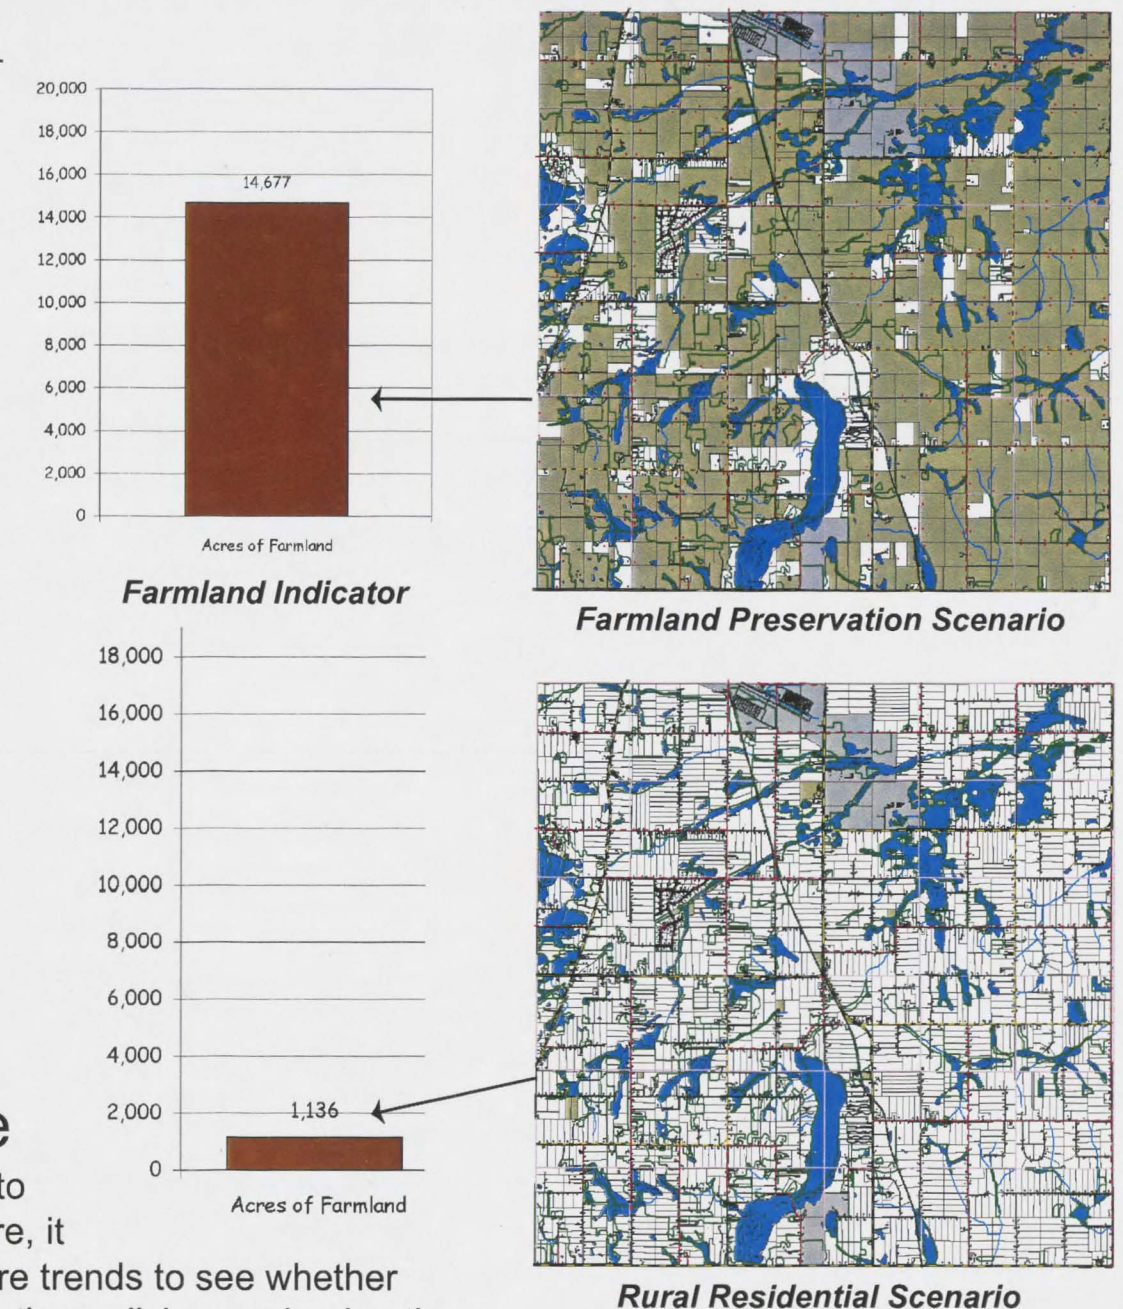 20,000
18,000
16,000
14,000
12,000
10,000
8,000
6,000
4,000
2,000
0
14,677
Acres of Farmland
Farmland Indicator
Farmland Preservation Scenario
18,000
16,000
14,000
12,000
10,000
8,000
6,000
4,000
2,000
0
1,136
Acres of Farmland
Rural Residential Scenario
e
to
re, it
re trends to see whether